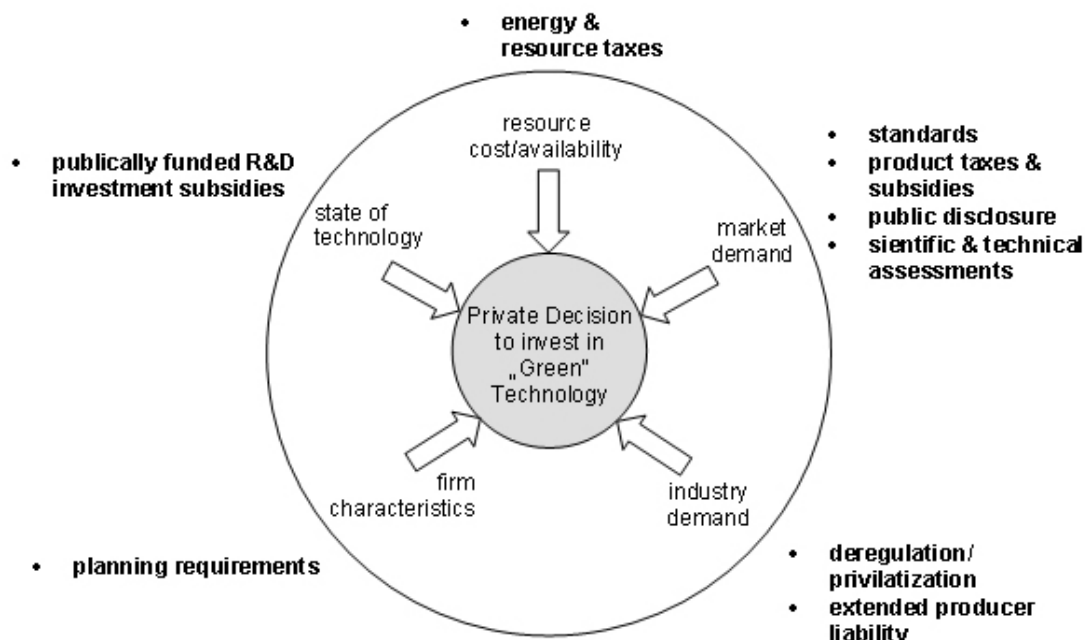 • energy &
resource taxes
resource
cost/availability
• publically funded R&D
investment subsidies
state of
technology
• standards
• product taxes &
subsidies
• public disclosure
• sientific & technical
assessments
market
demand
Private Decision
to invest in
„Green"
Technology
firm
characteristics
industry
demand
• planning requirements
• deregulation/
privilatization
• extended producer
liability